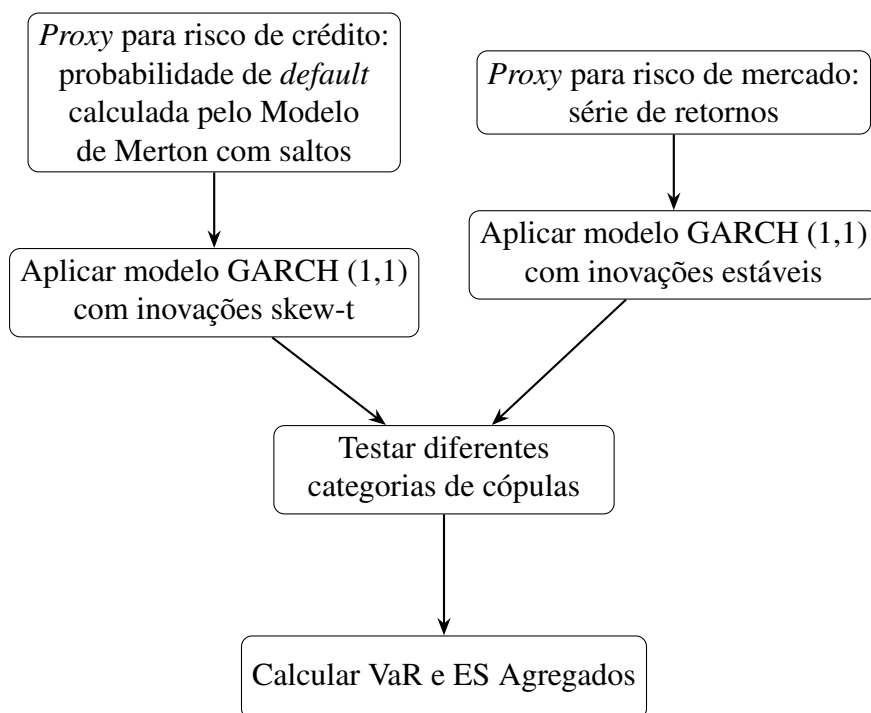 Proxy para risco de crédito:
probabilidade de default
calculada pelo Modelo
de Merton com saltos
Proxy para risco de mercado:
série de retornos
Aplicar modelo GARCH (1,1)
com inovações skew-t
Aplicar modelo GARCH (1,1)
com inovações estáveis
Testar diferentes
categorias de cópulas
Calcular VaR e ES Agregados